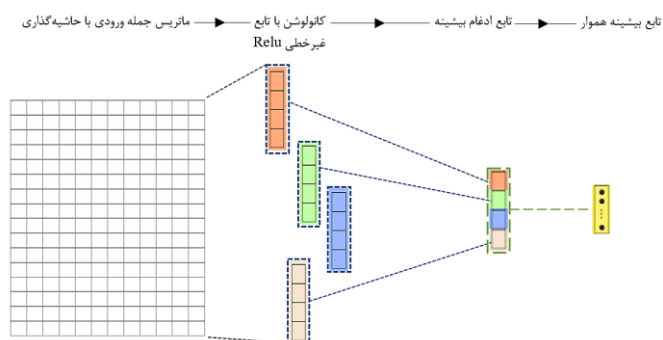 ماتریس جمله ورودی با حاشیه‌گذاری
کانولوشن با تابع
غیرخطی Relu
تابع ادغام بیشینه
تابع بیشینه هموار